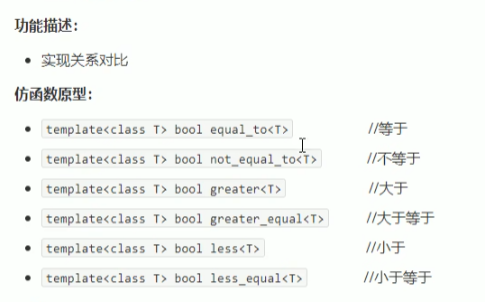 功能描述：
• 实现关系对比
仿函数原型：
• template<class T> bool equal_to<T> //等于
• template<class T> bool not_equal_to<T> //不等于
• template<class T> bool greater<T> //大于
• template<class T> bool greater_equal<T> //大于等于
• template<class T> bool less<T> //小于
• template<class T> bool less_equal<T> //小于等于